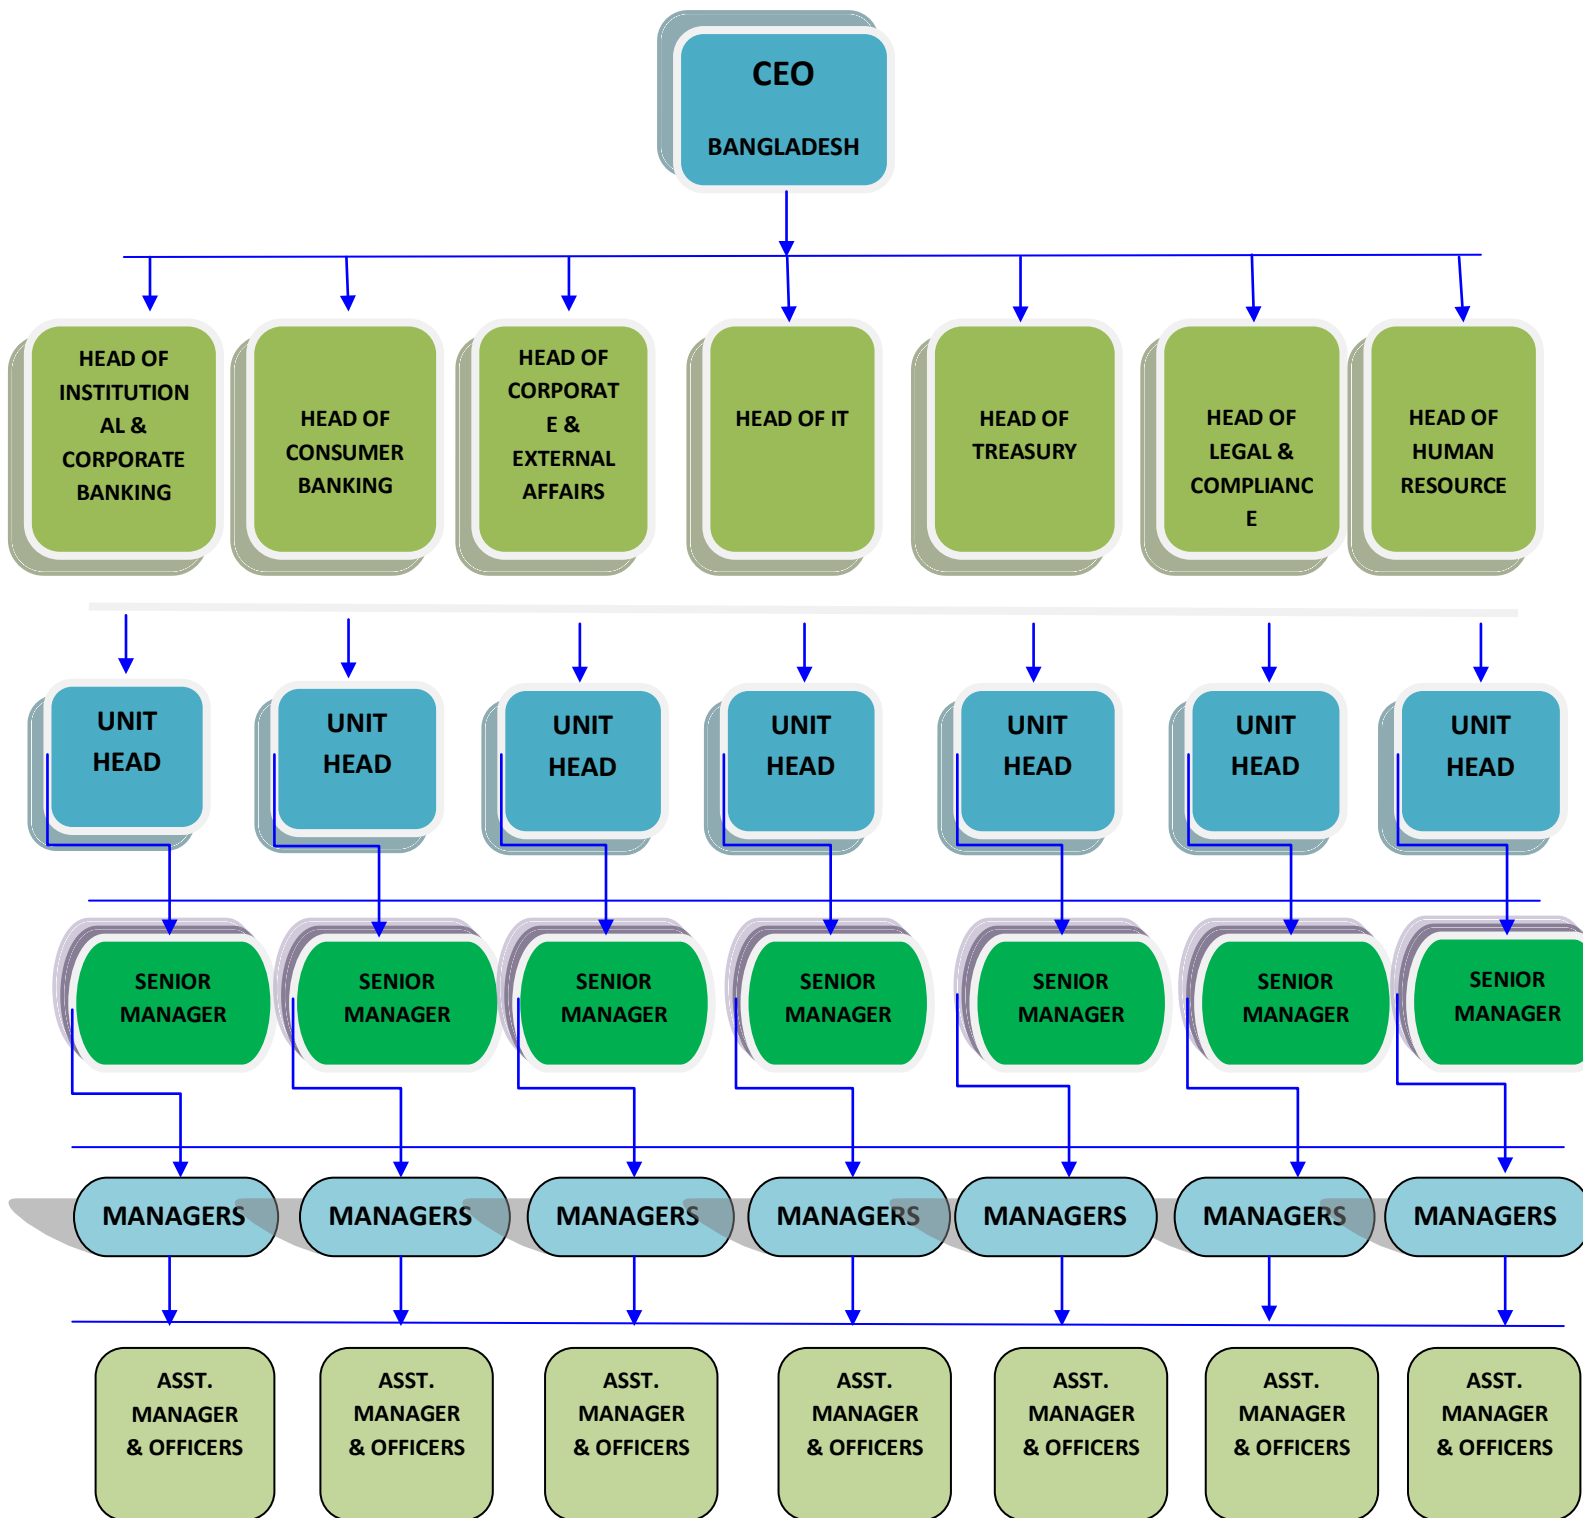 CEO
BANGLADESH
HEAD OF
INSTITUTION
AL &
CORPORATE
BANKING
HEAD OF
CONSUMER
BANKING
HEAD OF
CORPORAT
E &
EXTERNAL
AFFAIRS
HEAD OF IT
HEAD OF
TREASURY
HEAD OF
LEGAL &
COMPLIANC
E
HEAD OF
HUMAN
RESOURCE
UNIT
HEAD
UNIT
HEAD
UNIT
HEAD
UNIT
HEAD
UNIT
HEAD
UNIT
HEAD
UNIT
HEAD
SENIOR
MANAGER
SENIOR
MANAGER
SENIOR
MANAGER
SENIOR
MANAGER
SENIOR
MANAGER
SENIOR
MANAGER
SENIOR
MANAGER
MANAGERS
MANAGERS
MANAGERS
MANAGERS
MANAGERS
MANAGERS
MANAGERS
ASST.
MANAGER
& OFFICERS
ASST.
MANAGER
& OFFICERS
ASST.
MANAGER
& OFFICERS
ASST.
MANAGER
& OFFICERS
ASST.
MANAGER
& OFFICERS
ASST.
MANAGER
& OFFICERS
ASST.
MANAGER
& OFFICERS